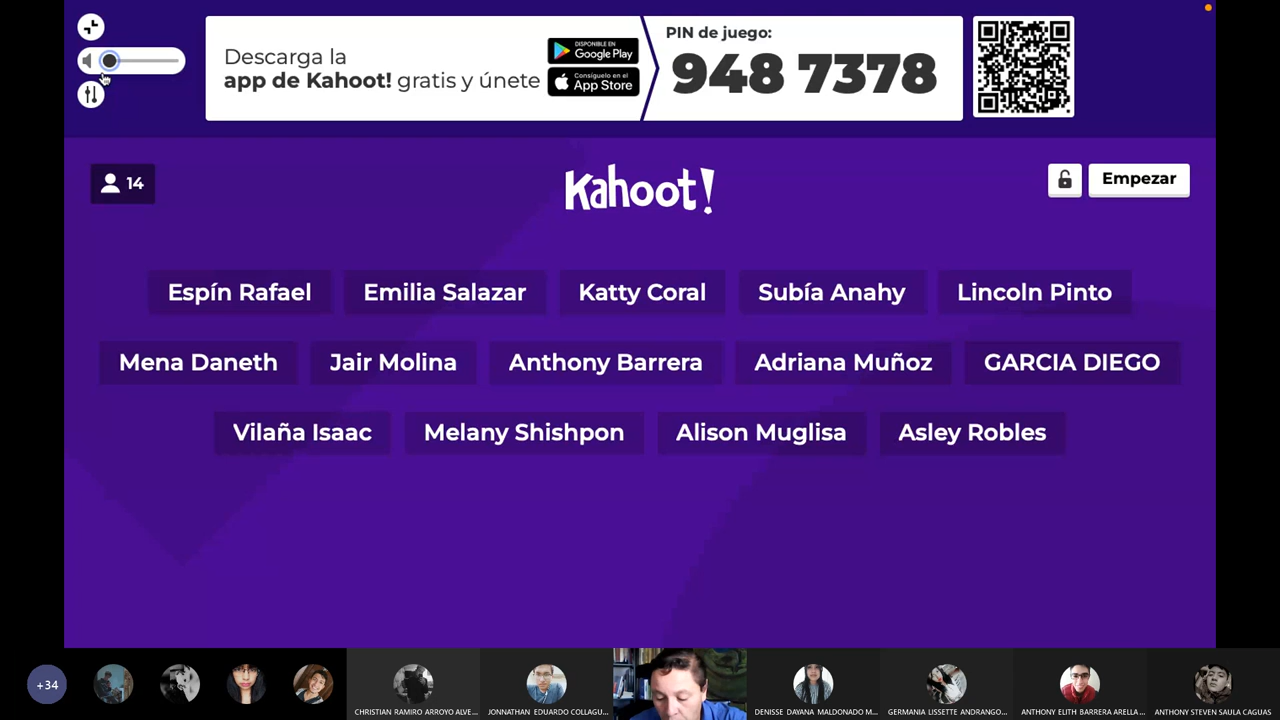 Descarga la
app de Kahoot! gratis y únete
DISPONIBLE EN
Google Play
Consíguelo en el
App Store
PIN de juego:
948 7378
14
Kahoot!
Empezar
Espín Rafael
Emilia Salazar
Katty Coral
Subía Anahy
Lincoln Pinto
Mena Daneth
Jair Molina
Anthony Barrera
Adriana Muñoz
GARCIA DIEGO
Vilaña Isaac
Melany Shishpon
Alison Muglisa
Asley Robles
+34
CHRISTIAN RAMIRO ARROYO ALVE...
JONNATHAN EDUARDO COLLAGU...
DENISSE DAYANA MALDONADO M...
GERMANIA LISSETTE ANDRANGO...
ANTHONY ELITH BARRERA ARELLA ...
ANTHONY STEVEN SAULA CAGUAS